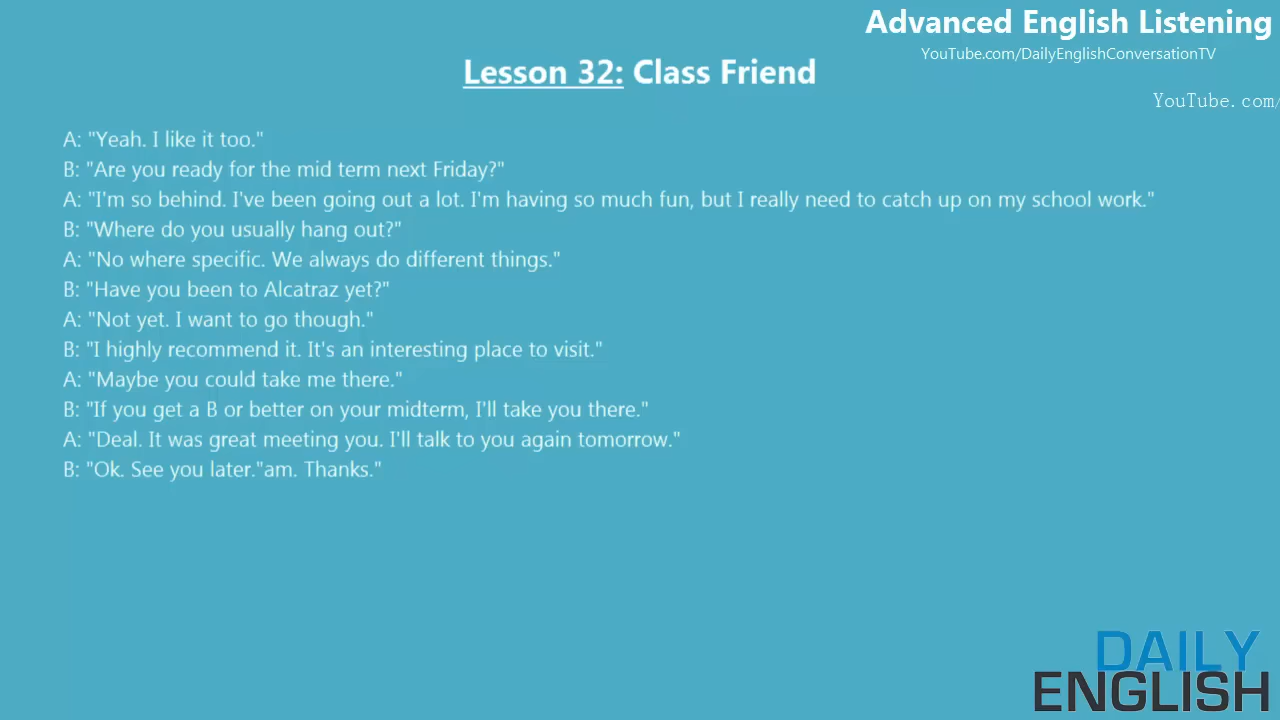 Advanced English Listening
YouTube.com/DailyEnglishConversationTV
Lesson 32: Class Friend
YouTube.com/
A: "Yeah. I like it too."
B: "Are you ready for the mid term next Friday?"
A: "I'm so behind. I've been going out a lot. I'm having so much fun, but I really need to catch up on my school work."
B: "Where do you usually hang out?"
A: "No where specific. We always do different things."
B: "Have you been to Alcatraz yet?"
A: "Not yet. I want to go though."
B: "I highly recommend it. It's an interesting place to visit."
A: "Maybe you could take me there."
B: "If you get a B or better on your midterm, I'll take you there."
A: "Deal. It was great meeting you. I'll talk to you again tomorrow."
B: "Ok. See you later."am. Thanks."
DAILY
ENGLISH